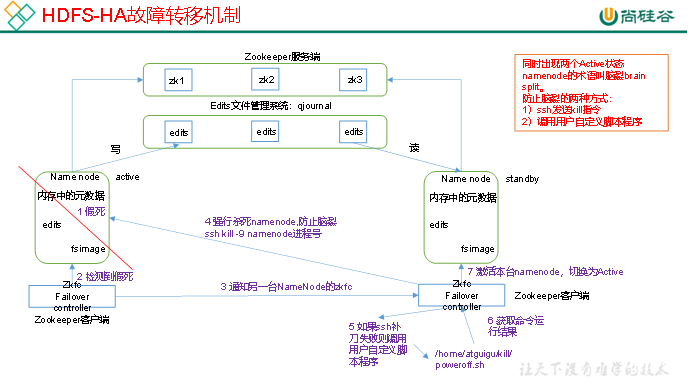 HDFS-HA故障转移机制
尚硅谷
Zookeeper服务端
zk1
zk2
zk3
Edits文件管理系统：qjournal
edits
edits
edits
同时出现两个Active状态
namenode的术语叫脑裂brain
split。
防止脑裂的两种方式：
1）ssh发送kill指令
2）调用用户自定义脚本程序
写
读
Namenode
active
内存中的元数据
1 假死
edits
fsimage
Namenode
standby
内存中的元数据
edits
fsimage
4 强行杀死namenode,防止脑裂
ssh kill -9 namenode进程号
2 检测到假死
7 激活本台namenode，切换为Active
Zkfc
Failover
controller
Zookeeper客户端
3 通知另一台NameNode的zkfc
Zkfc
Failover
controller
Zookeeper客户端
5 如果ssh补
刀失败则调用
用户自定义脚
本程序
6 获取命令运
行结果
/home/atguigu/kill/
poweroff.sh
让天下没有难学的技术